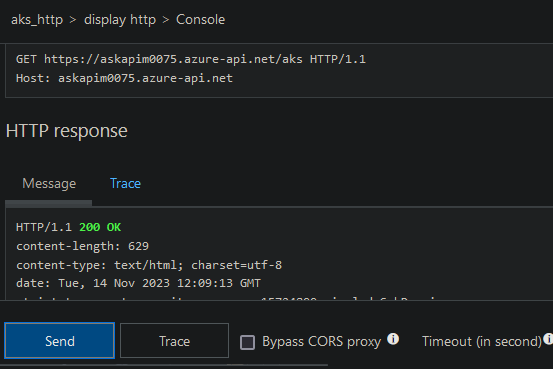 aks_http > display http > Console
GET https://askapim0075.azure-api.net/aks HTTP/1.1
Host: askapim0075.azure-api.net
HTTP response
Message Trace
HTTP/1.1 200 OK
content-length: 629
content-type: text/html; charset=utf-8
date: Tue, 14 Nov 2023 12:09:13 GMT
Send Trace Bypass CORS proxy Timeout (in second)